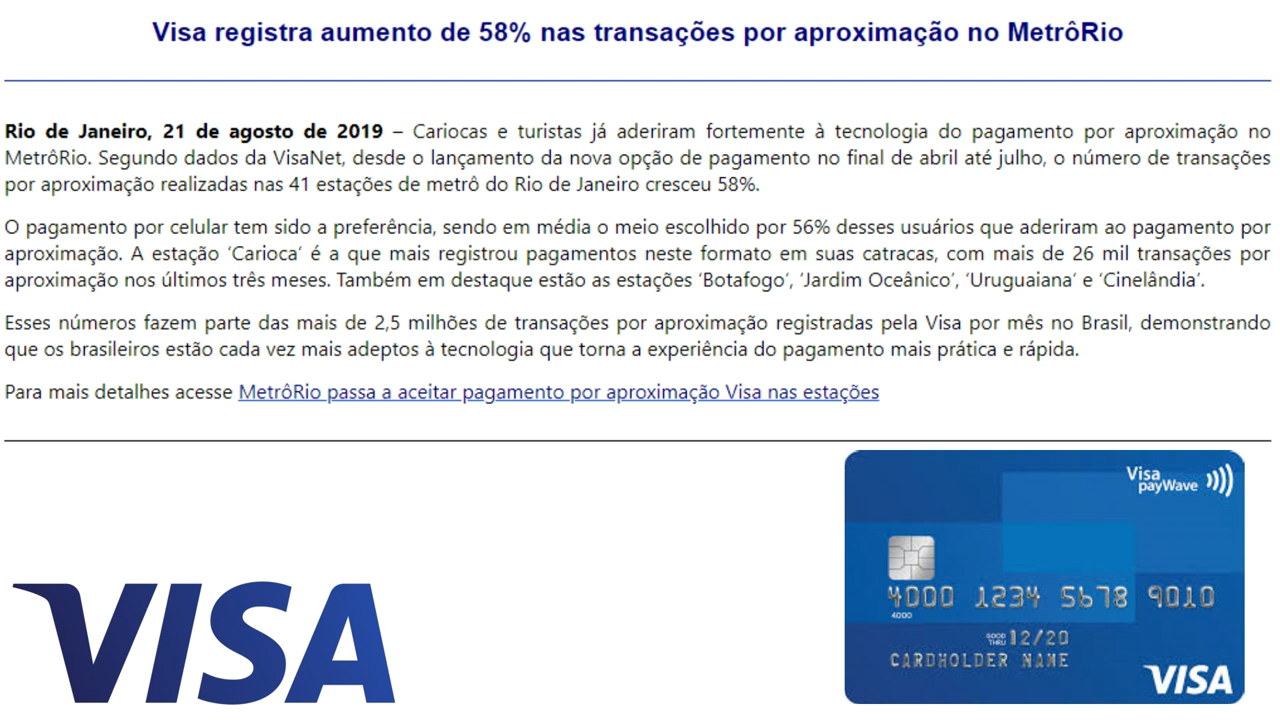 Visa registra aumento de 58% nas transações por aproximação no MetrôRio
Rio de Janeiro, 21 de agosto de 2019 – Cariocas e turistas já aderiram fortemente à tecnologia do pagamento por aproximação no
MetrôRio. Segundo dados da VisaNet, desde o lançamento da nova opção de pagamento no final de abril até julho, o número de transações
por aproximação realizadas nas 41 estações de metrô do Rio de Janeiro cresceu 58%.
O pagamento por celular tem sido a preferência, sendo em média o meio escolhido por 56% desses usuários que aderiram ao pagamento por
aproximação. A estação ‘Carioca‘ é a que mais registrou pagamentos neste formato em suas catracas, com mais de 26 mil transações por
aproximação nos últimos três meses. Também em destaque estão as estações ‘Botafogo’, ‘Jardim Oceânico’, ‘Uruguaiana‘ e ‘Cinelândia’.
Esses números fazem parte das mais de 2,5 milhões de transações por aproximação registradas pela Visa por mês no Brasil, demonstrando
que os brasileiros estão cada vez mais adeptos à tecnologia que torna a experiência do pagamento mais prática e rápida.
Para mais detalhes acesse MetrôRio passa a aceitar pagamento por aproximação Visa nas estações
VISA
Visa
payWave
4000 1234 5678 9010
4000
GOOD
THRU 12/20
CARDHOLDER NAME
VISA